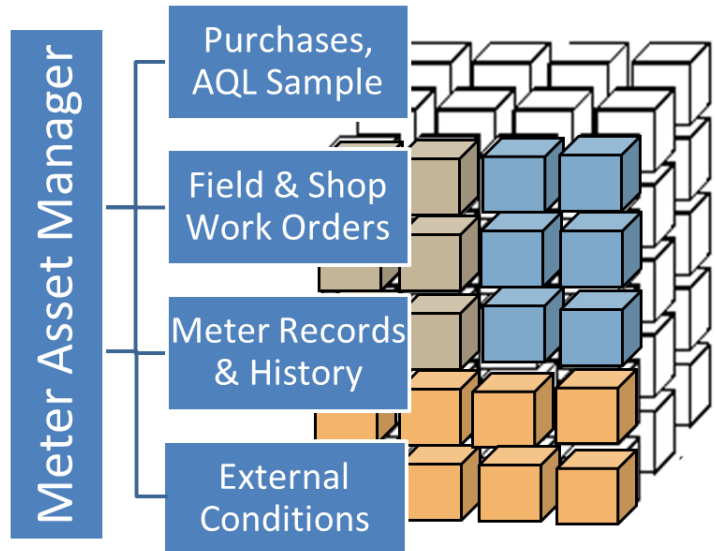 Meter Asset Manager
Purchases,
AQL Sample
Field & Shop
Work Orders
Meter Records
& History
External
Conditions